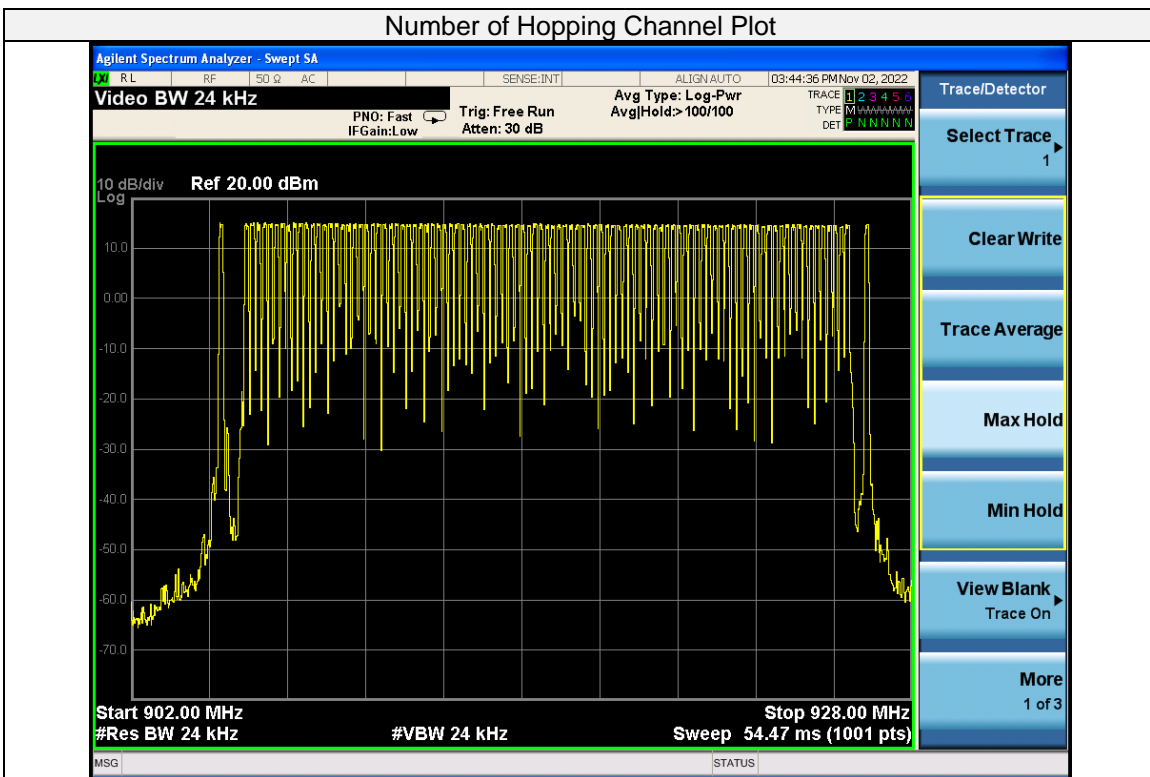 Number of Hopping Channel Plot
Agilent Spectrum Analyzer - Swept SA
LXI RL RF 50 Ω AC SENSE:INT ALIGN AUTO 03:44:36 PM Nov 02, 2022
Video BW 24 kHz
PNO: Fast
IFGain:Low
Trig: Free Run
Atten: 30 dB
Avg Type: Log-Pwr
Avg|Hold:>100/100
TRACE 1 2 3 4 5 6
TYPE M WWWWW
DET P N N N N N
10 dB/div Ref 20.00 dBm
Log
10.0
0.00
-10.0
-20.0
-30.0
-40.0
-50.0
-60.0
-70.0
Start 902.00 MHz Stop 928.00 MHz
#Res BW 24 kHz #VBW 24 kHz Sweep 54.47 ms (1001 pts)
MSG STATUS
Trace/Detector
Select Trace
1
Clear Write
Trace Average
Max Hold
Min Hold
View Blank
Trace On
More
1 of 3